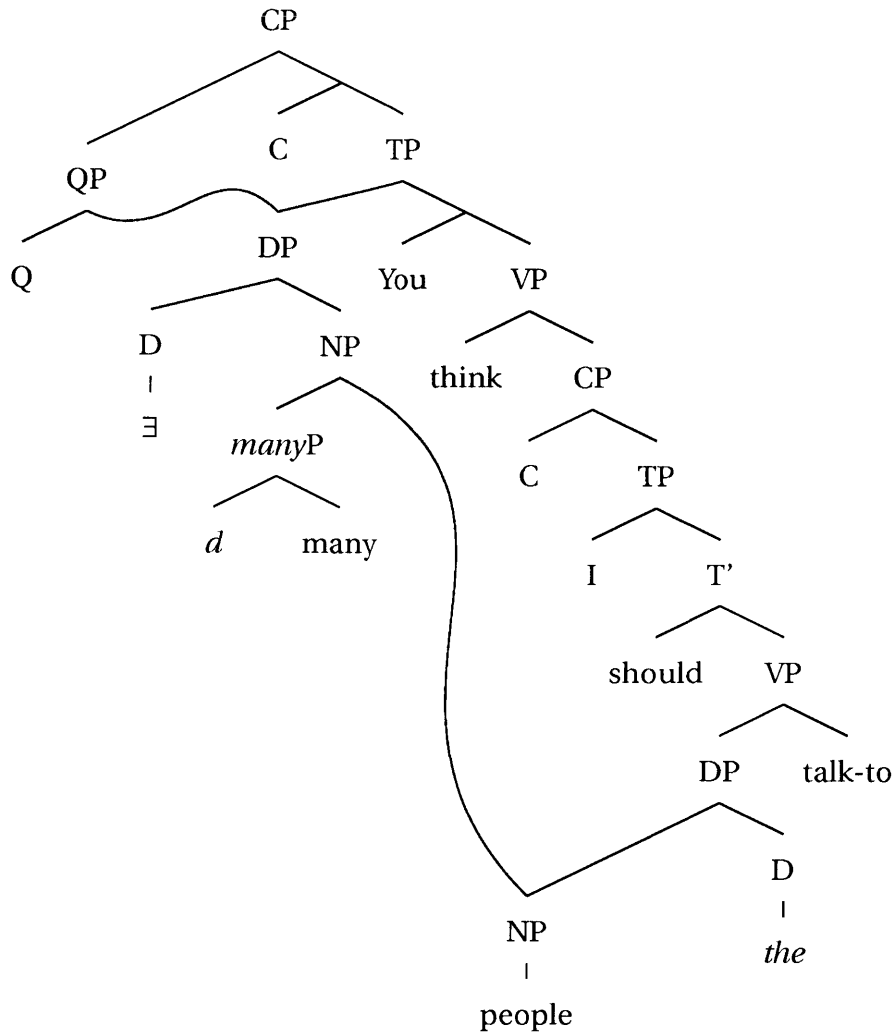 CP
C TP
QP
DP
Q You VP
D NP
think CP
∃
manyP
C TP
d many
I T’
should VP
DP talk-to
D
NP
the
people